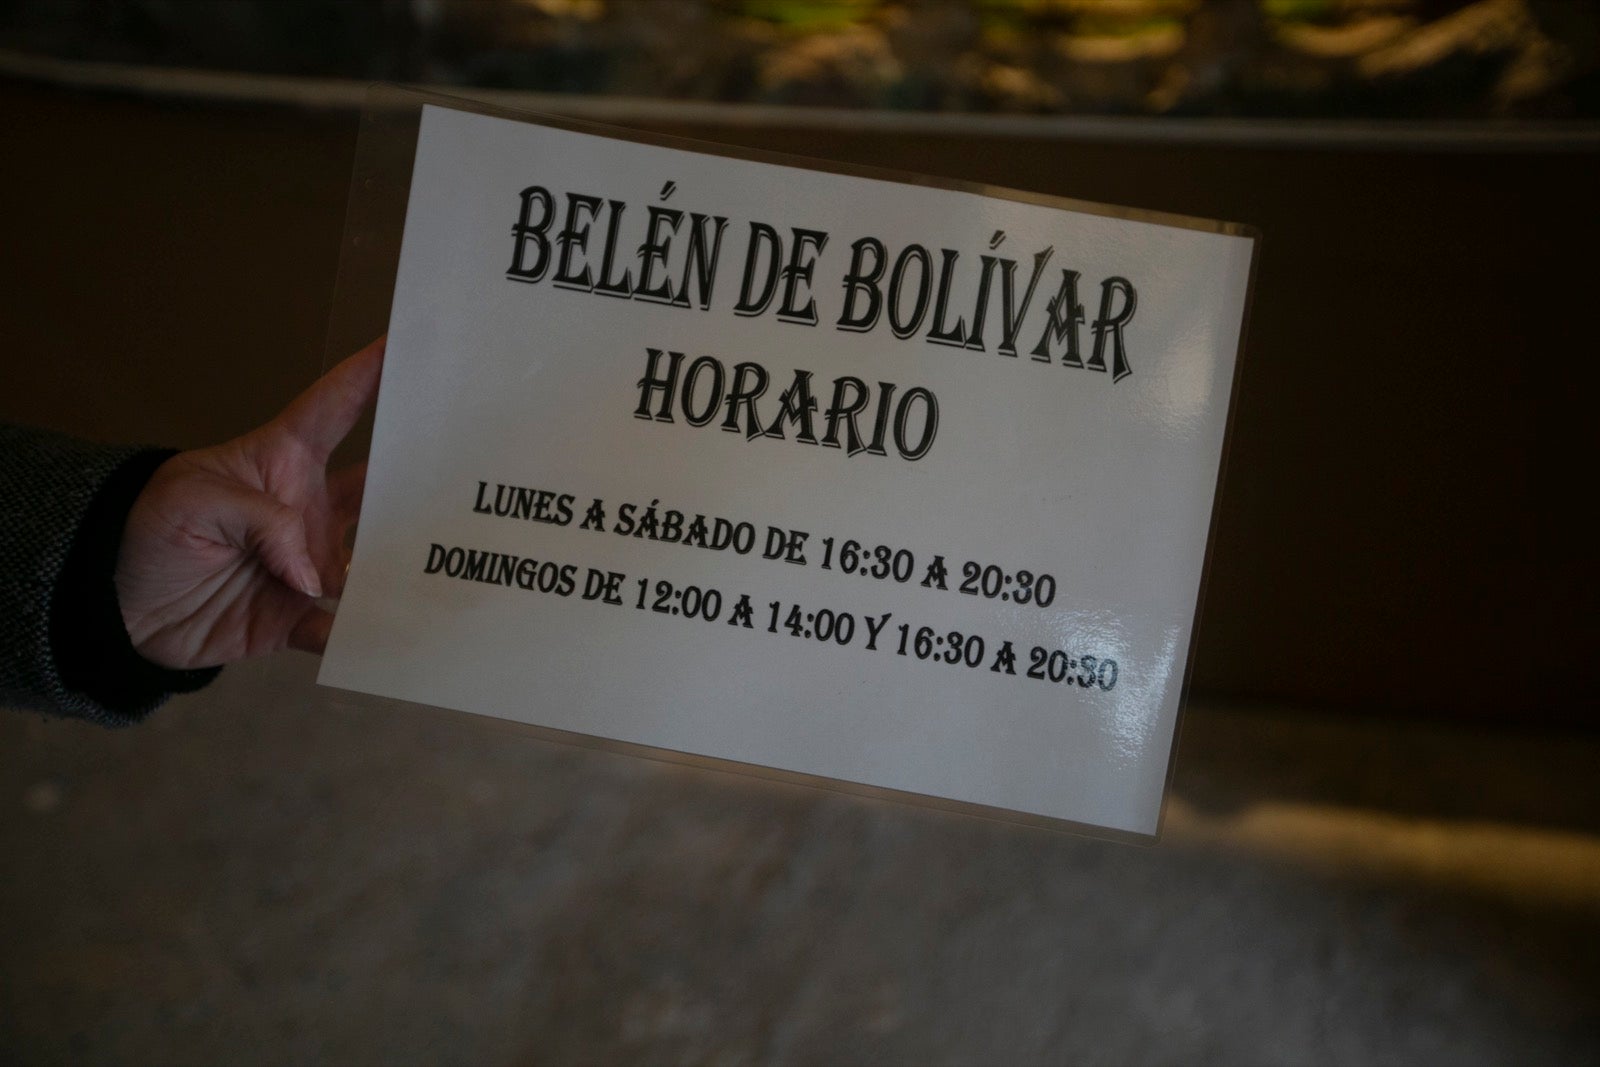 BELÉN DE BOLÍVAR
HORARIO
LUNES A SÁBADO DE 16:30 A 20:30
DOMINGOS DE 12:00 A 14:00 Y 16:30 A 20:30